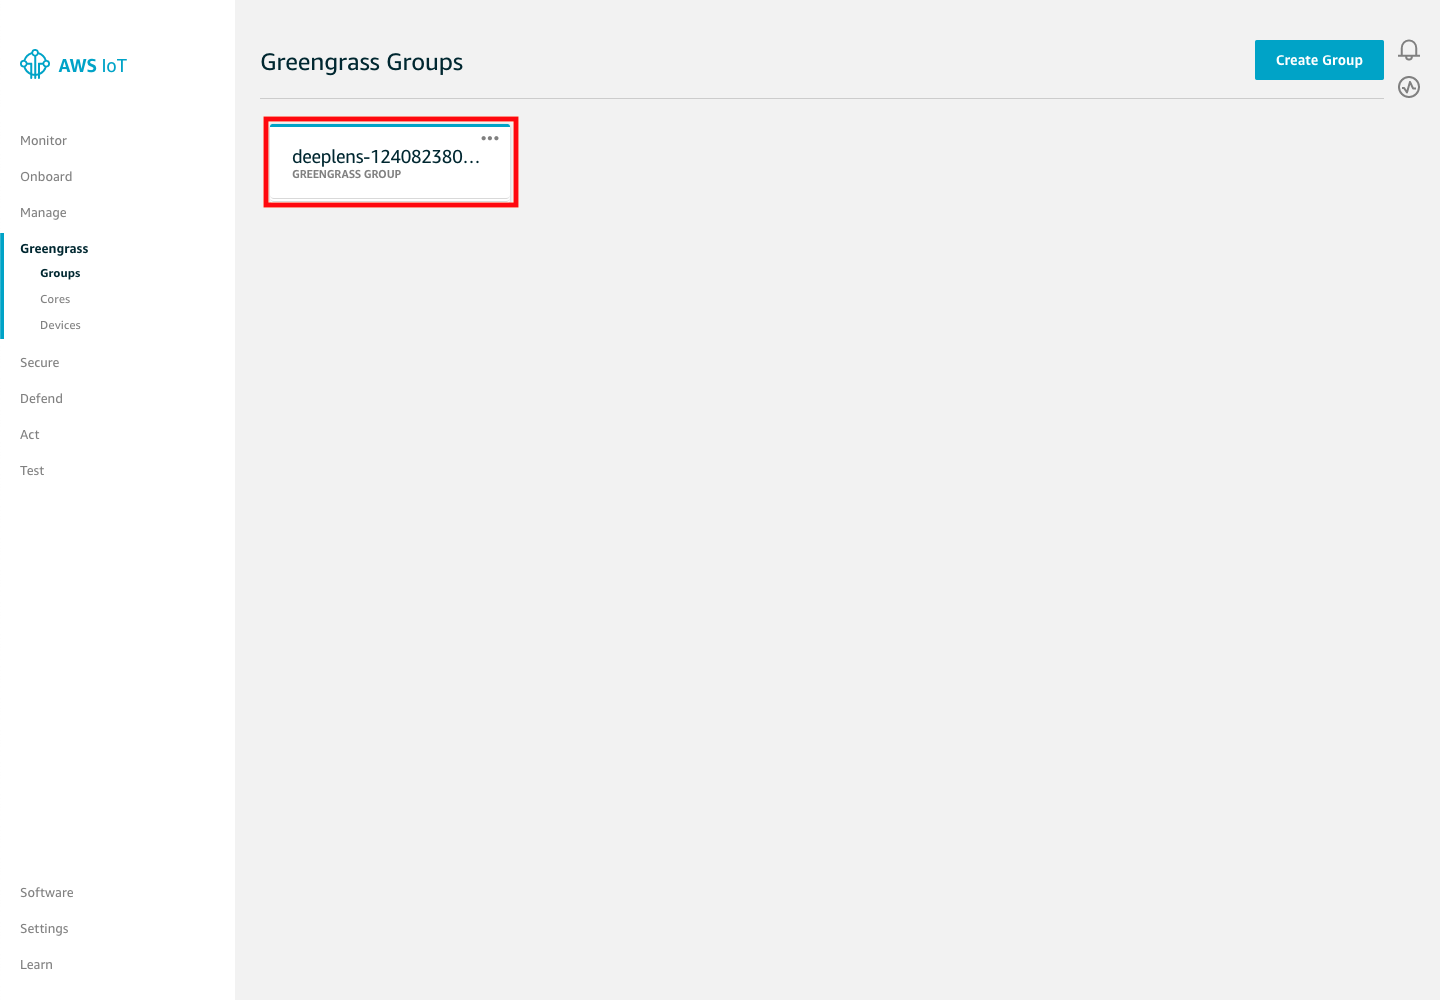 AWS IoT
Monitor
Onboard
Manage
Greengrass
Groups
Cores
Devices
Secure
Defend
Act
Test
Software
Settings
Learn
Greengrass Groups
Create Group
deeplens-124082380...
GREENGRASS GROUP